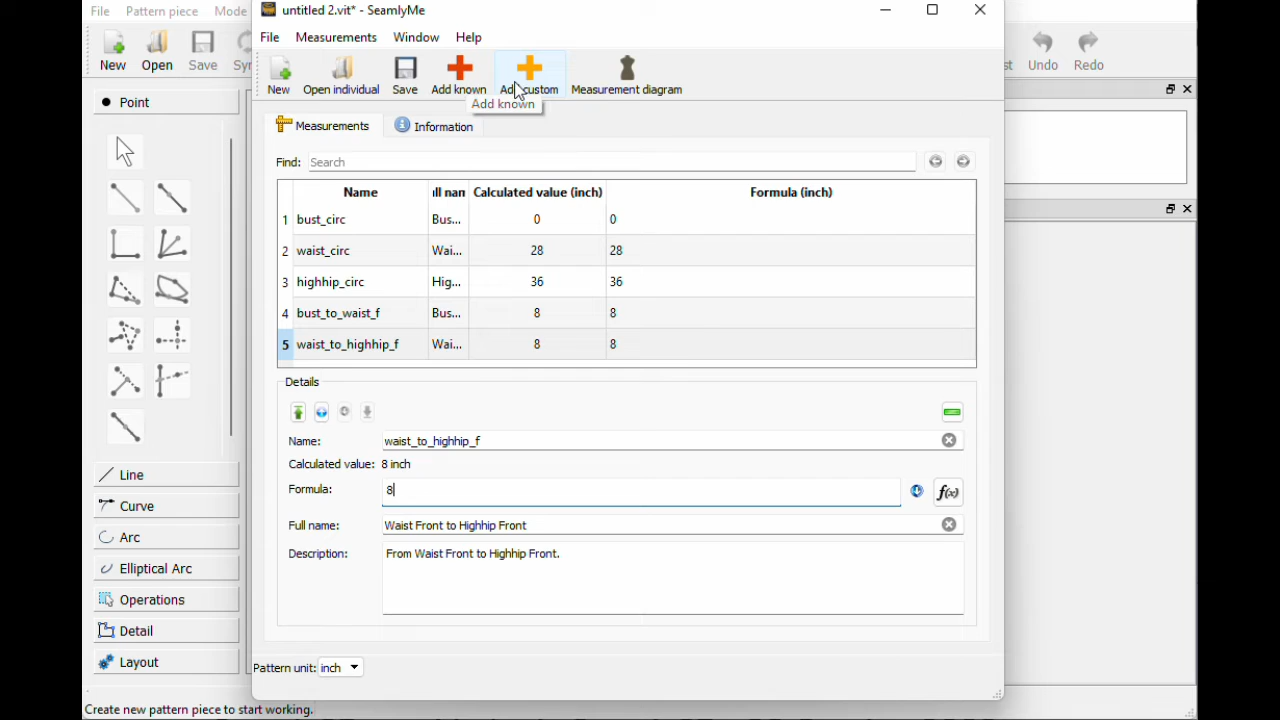 File Pattern piece Mode
untitled 2.vit* - SeamlyMe
File Measurements Window Help
New Open Save
New Open individual Save Add known Add custom Measurement diagram
Undo Redo
Add known
Point
Measurements Information
Find: Search
Name Calculated value (inch) Formula (inch)
1 bust_circ Bus... 0 0
2 waist_circ Wai... 28 28
3 highhip_circ Hig... 36 36
4 bust_to_waist_f Bus... 8 8
5 waist_to_highhip_f Wai... 8 8
Details
Name: waist_to_highhip_f
Calculated value: 8 inch
Formula: 8 f(x)
Full name: Waist Front to Highhip Front
Description: From Waist Front to Highhip Front.
Line
Curve
Arc
Elliptical Arc
Operations
Detail
Layout
Pattern unit: inch
Create new pattern piece to start working.